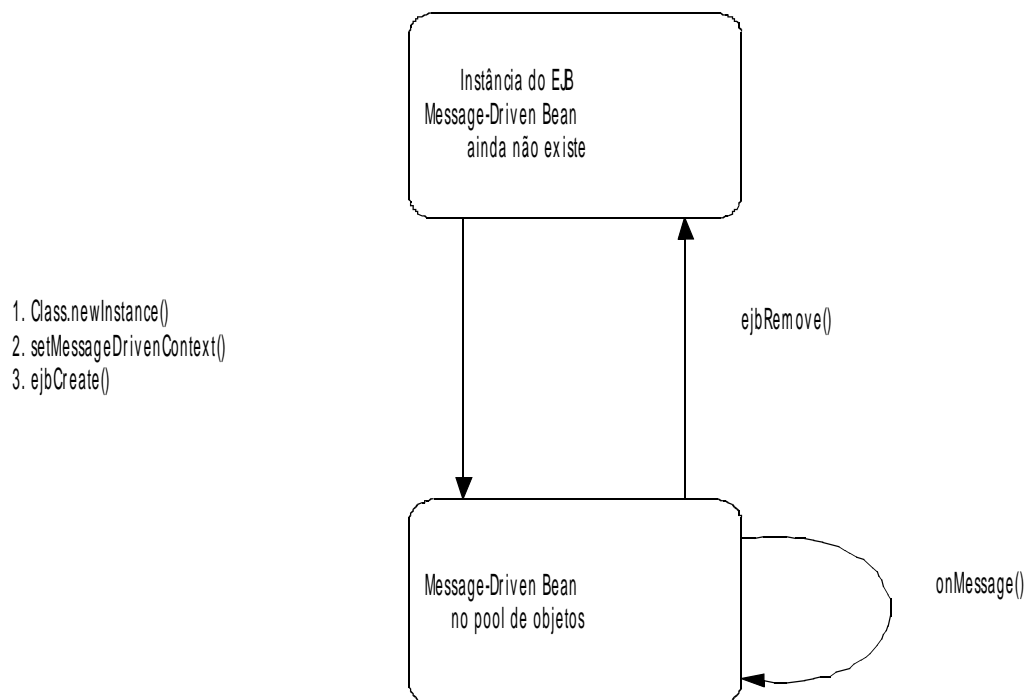 Instância do EJB
Message-Driven Bean
ainda não existe
1. Class.newInstance()
2. setMessageDrivenContext()
3. ejbCreate()
ejbRemove()
Message-Driven Bean
no pool de objetos
onMessage()